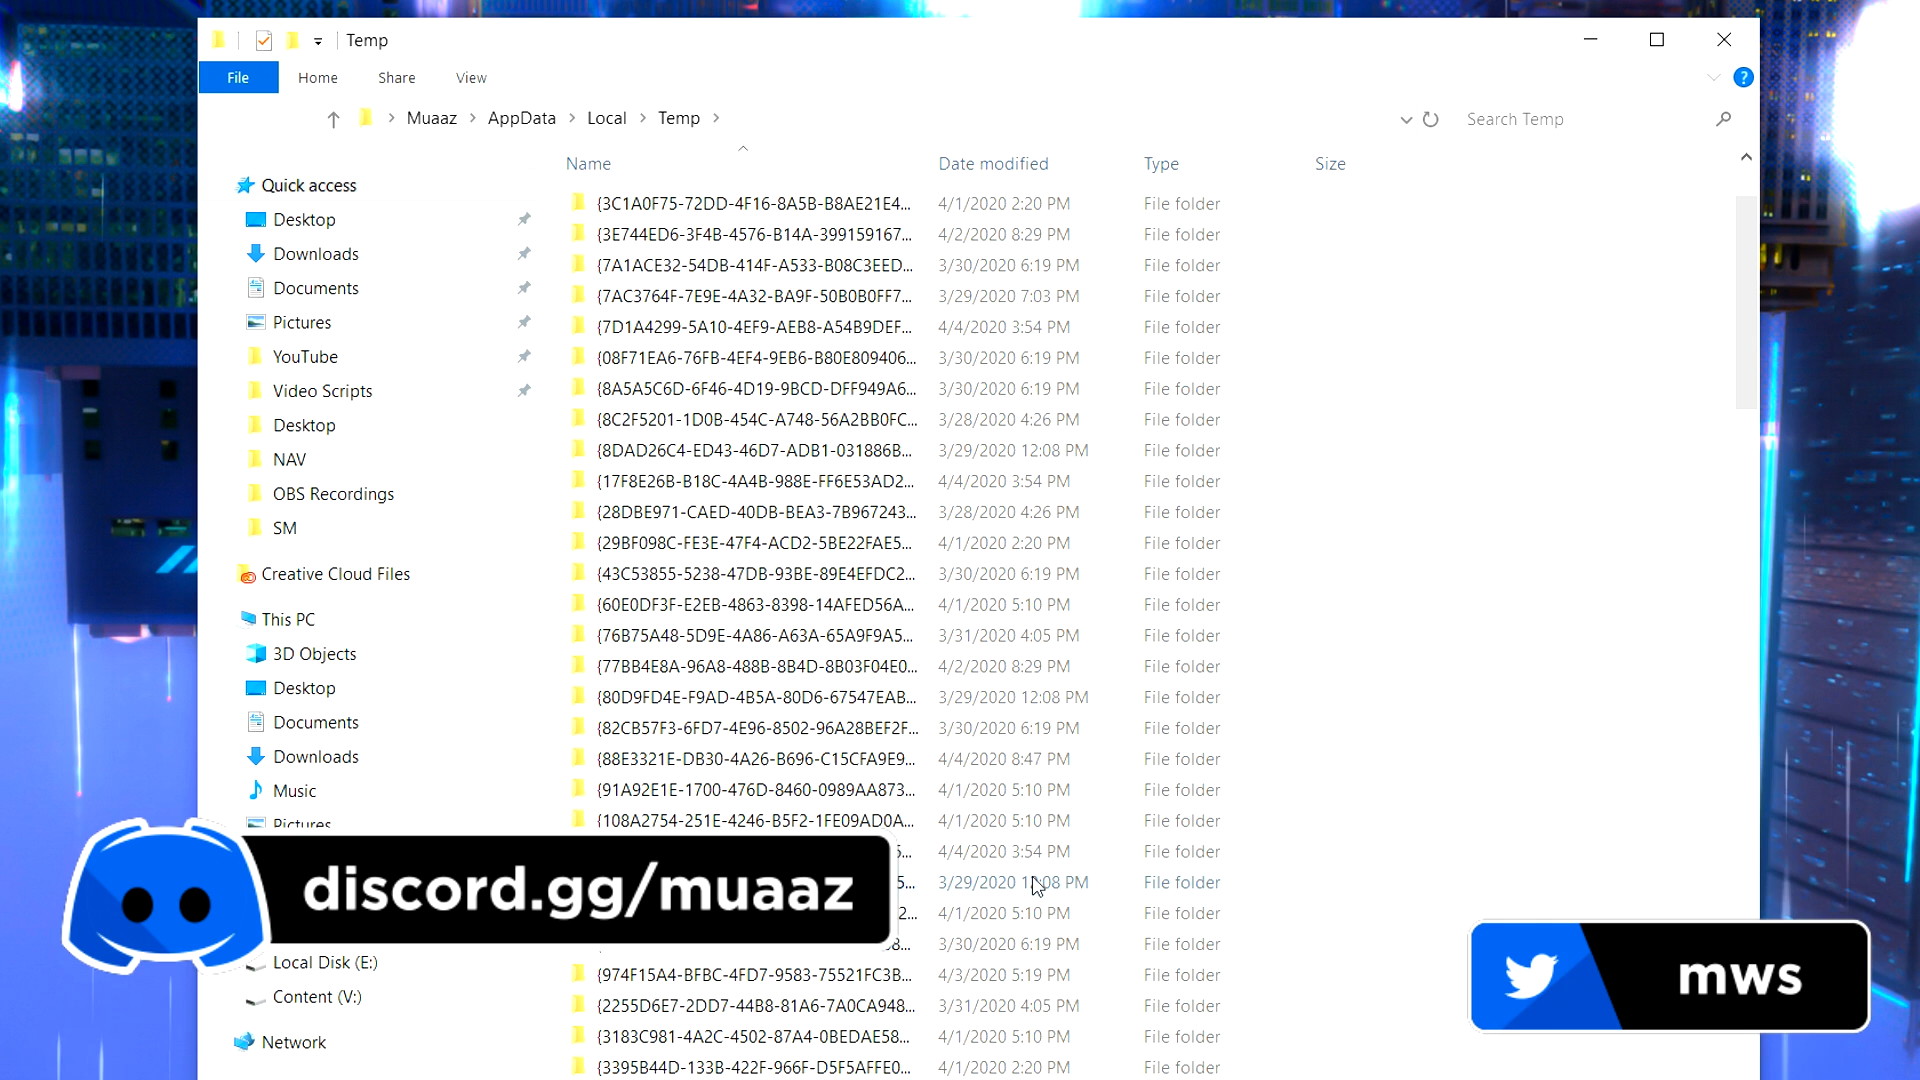 Temp
File Home Share View
Muaaz AppData Local Temp
Search Temp
Name Date modified Type Size
Quick access
Desktop
Downloads
Documents
Pictures
YouTube
Video Scripts
Desktop
NAV
OBS Recordings
SM
Creative Cloud Files
This PC
3D Objects
Desktop
Documents
Downloads
Music
Pictures
Local Disk (E:)
Content (V:)
Network
{3C1A0F75-72DD-4F16-8A5B-B8AE21E4... 4/1/2020 2:20 PM File folder
{3E744ED6-3F4B-4576-B14A-399159167... 4/2/2020 8:29 PM File folder
{7A1ACE32-54DB-414F-A533-B08C3EED... 3/30/2020 6:19 PM File folder
{7AC3764F-7E9E-4A32-BA9F-50B0B0FF7... 3/29/2020 7:03 PM File folder
{7D1A4299-5A10-4EF9-AEB8-A54B9DEF... 4/4/2020 3:54 PM File folder
{08F71EA6-76FB-4EF4-9EB6-B80E809406... 3/30/2020 6:19 PM File folder
{8A5A5C6D-6F46-4D19-9BCD-DFF949A6... 3/30/2020 6:19 PM File folder
{8C2F5201-1D0B-454C-A748-56A2BB0FC... 3/28/2020 4:26 PM File folder
{8DAD26C4-ED43-46D7-ADB1-031886B... 3/29/2020 12:08 PM File folder
{17F8E26B-B18C-4A4B-988E-FF6E53AD2... 4/4/2020 3:54 PM File folder
{28DBE971-CAED-40DB-BEA3-7B967243... 3/28/2020 4:26 PM File folder
{29BF098C-FE3E-47F4-ACD2-5BE22FAE5... 4/1/2020 2:20 PM File folder
{43C53855-5238-47DB-93BE-89E4EFDC2... 3/30/2020 6:19 PM File folder
{60E0DF3F-E2EB-4863-8398-14AFED56A... 4/1/2020 5:10 PM File folder
{76B75A48-5D9E-4A86-A63A-65A9F9A5... 3/31/2020 4:05 PM File folder
{77BB4E8A-96A8-488B-8B4D-8B03F04E0... 4/2/2020 8:29 PM File folder
{80D9FD4E-F9AD-4B5A-80D6-67547EAB... 3/29/2020 12:08 PM File folder
{82CB57F3-6FD7-4E96-8502-96A28BEF2F... 3/30/2020 6:19 PM File folder
{88E3321E-DB30-4A26-B696-C15CFA9E9... 4/4/2020 8:47 PM File folder
{91A92E1E-1700-476D-8460-0989AA873... 4/1/2020 5:10 PM File folder
{108A2754-251E-4246-B5F2-1FE09AD0A... 4/1/2020 5:10 PM File folder
4/4/2020 3:54 PM File folder
3/29/2020 12:08 PM File folder
4/1/2020 5:10 PM File folder
3/30/2020 6:19 PM File folder
{974F15A4-BFBC-4FD7-9583-75521FC3B... 4/3/2020 5:19 PM File folder
{2255D6E7-2DD7-44B8-81A6-7A0CA948... 3/31/2020 4:05 PM File folder
{3183C981-4A2C-4502-87A4-0BEDAE58... 4/1/2020 5:10 PM File folder
{3395B44D-133B-422F-966F-D5F5AFFE0... 4/1/2020 2:20 PM File folder
discord.gg/muaaz
mws